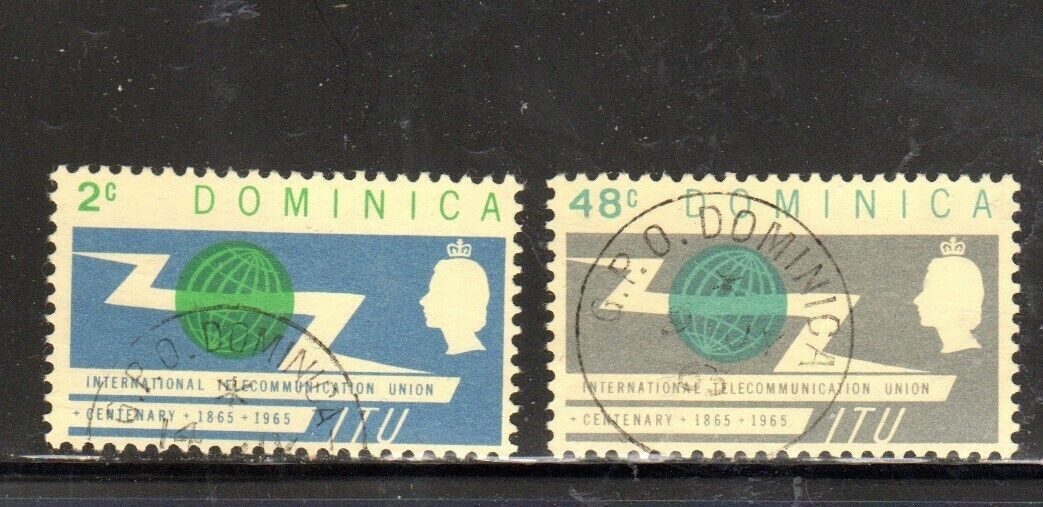 2c DOMINICA
INTERNATIONAL TELECOMMUNICATION UNION
+ CENTENARY + 1865 + 1965
ITU
G.P.O. DOMINICA
14
48c DOMINICA
INTERNATIONAL TELECOMMUNICATION UNION
+ CENTENARY + 1865 + 1965
ITU
G.P.O. DOMINICA